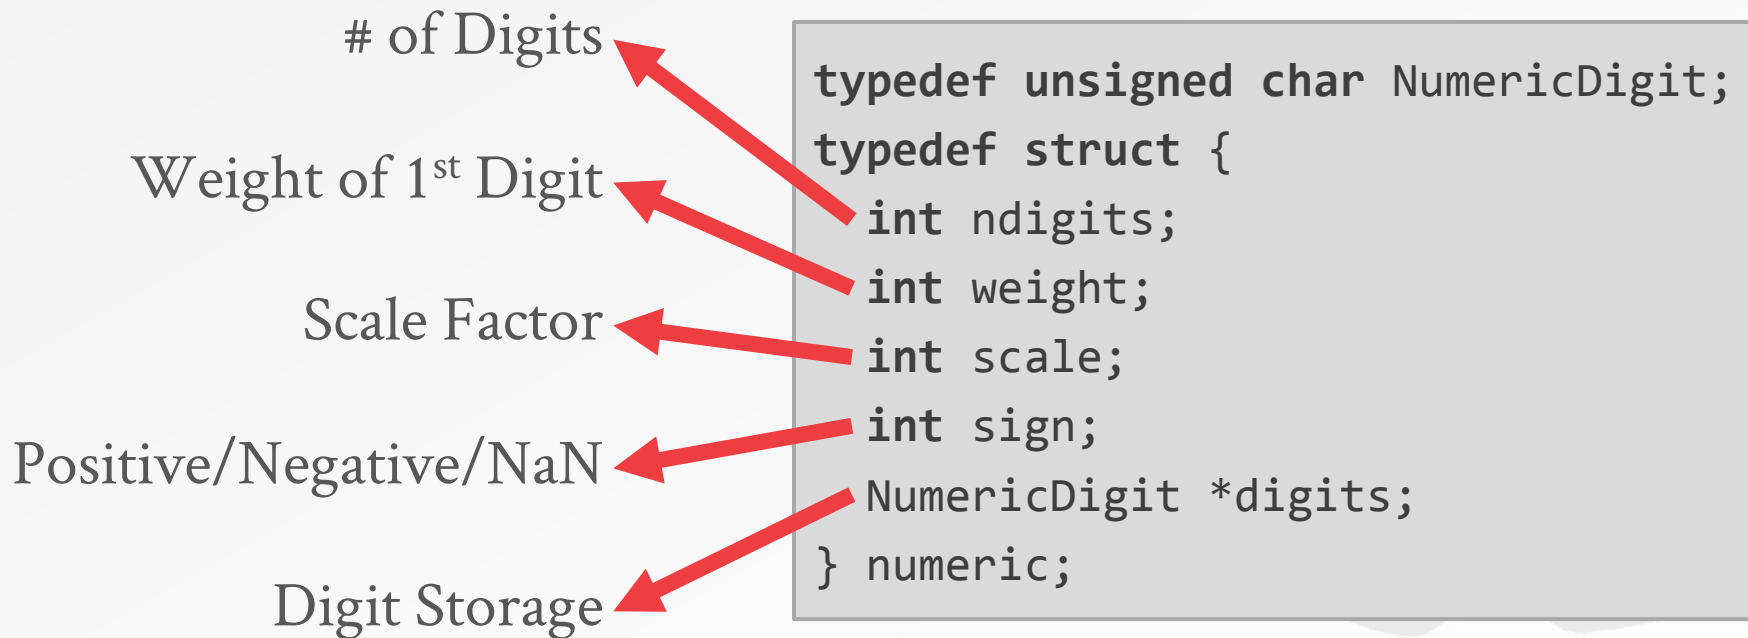 # of Digits
Weight of 1st Digit
Scale Factor
Positive/Negative/NaN
Digit Storage
typedef unsigned char NumericDigit;
typedef struct {
  int ndigits;
  int weight;
  int scale;
  int sign;
  NumericDigit *digits;
} numeric;